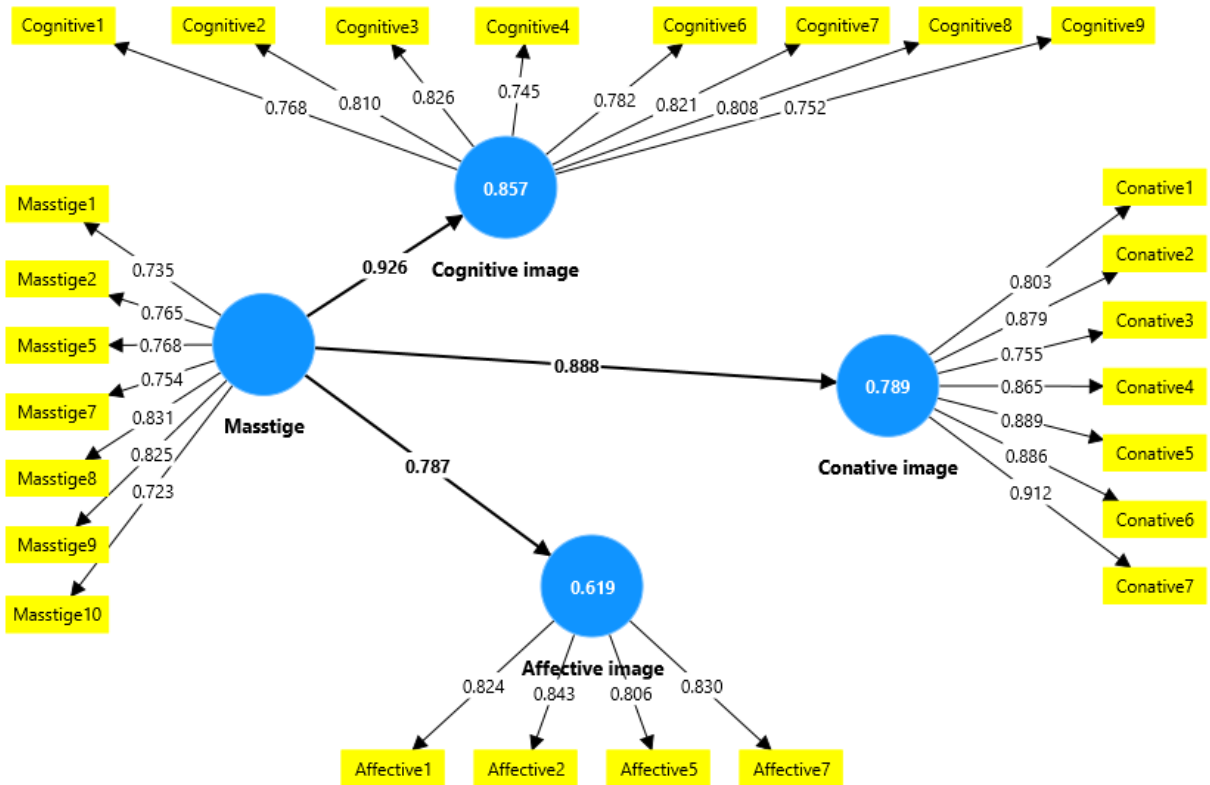 Cognitive1
Cognitive2
Cognitive3
Cognitive4
Cognitive6
Cognitive7
Cognitive8
Cognitive9
0.768
0.810
0.826
0.745
0.782
0.821
0.808
0.752
0.857
Cognitive image
Masstige1
Masstige2
Masstige5
Masstige7
Masstige8
Masstige9
Masstige10
0.735
0.765
0.768
0.754
0.831
0.825
0.723
Masstige
0.926
0.888
0.787
0.789
Conative image
0.803
0.879
0.755
0.865
0.889
0.886
0.912
Conative1
Conative2
Conative3
Conative4
Conative5
Conative6
Conative7
0.619
Affective image
0.824
0.843
0.806
0.830
Affective1
Affective2
Affective5
Affective7